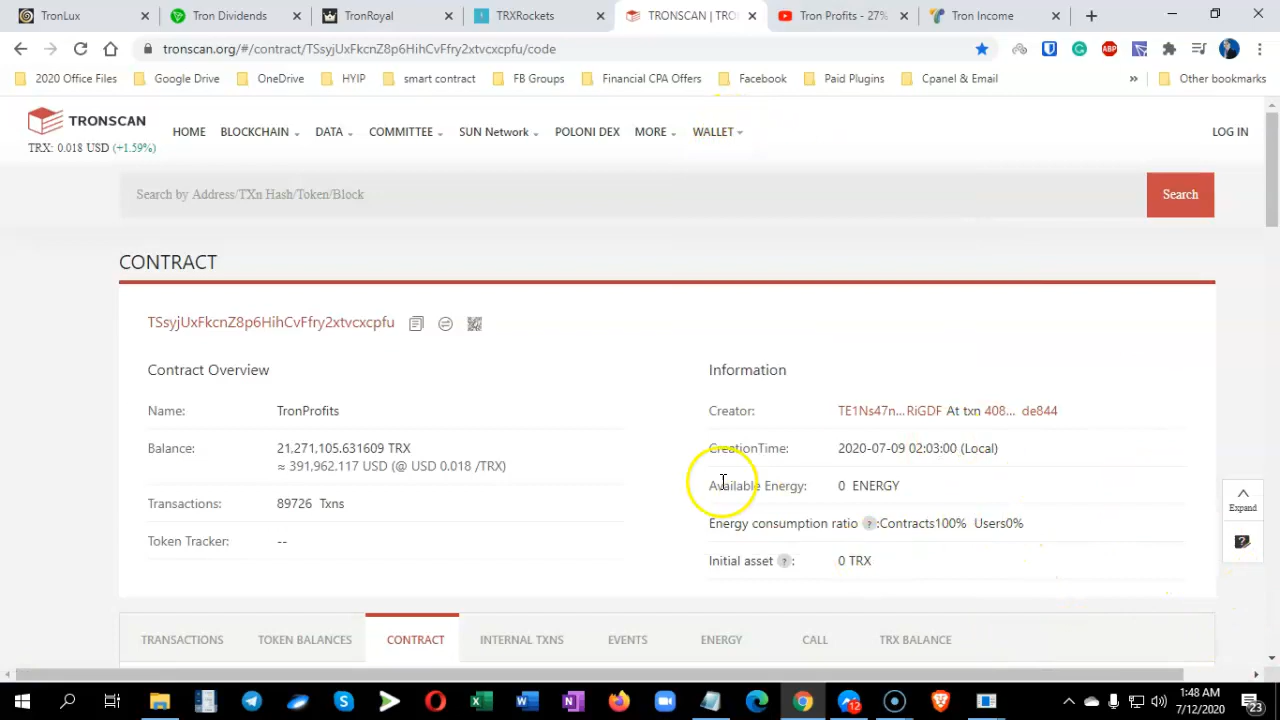 TronLux
Tron Dividends
TronRoyal
TRXRockets
TRONSCAN | TRO
Tron Profits - 27%
Tron Income
tronscan.org/#/contract/TSsyjUxFkcnZ8p6HihCvFfry2xtvcxcpfu/code
ABP
2020 Office Files
Google Drive
OneDrive
HYIP
smart contract
FB Groups
Financial CPA Offers
Facebook
Paid Plugins
Cpanel & Email
»
Other bookmarks
TRONSCAN
TRX: 0.018 USD (+1.59%)
HOME
BLOCKCHAIN
DATA
COMMITTEE
SUN Network
POLONI DEX
MORE
WALLET
LOG IN
Search by Address/TXn Hash/Token/Block
Search
CONTRACT
TSsyjUxFkcnZ8p6HihCvFfry2xtvcxcpfu
Contract Overview
Name: TronProfits
Balance: 21,271,105.631609 TRX
≈ 391,962.117 USD (@ USD 0.018 /TRX)
Transactions: 89726 Txns
Token Tracker: --
Information
Creator: TE1Ns47n...RiGDF At txn 408... de844
CreationTime: 2020-07-09 02:03:00 (Local)
Available Energy: 0 ENERGY
Energy consumption ratio ? :Contracts100% Users0%
Initial asset ? : 0 TRX
Expand
TRANSACTIONS
TOKEN BALANCES
CONTRACT
INTERNAL TXNS
EVENTS
ENERGY
CALL
TRX BALANCE
12
1:48 AM
7/12/2020
23